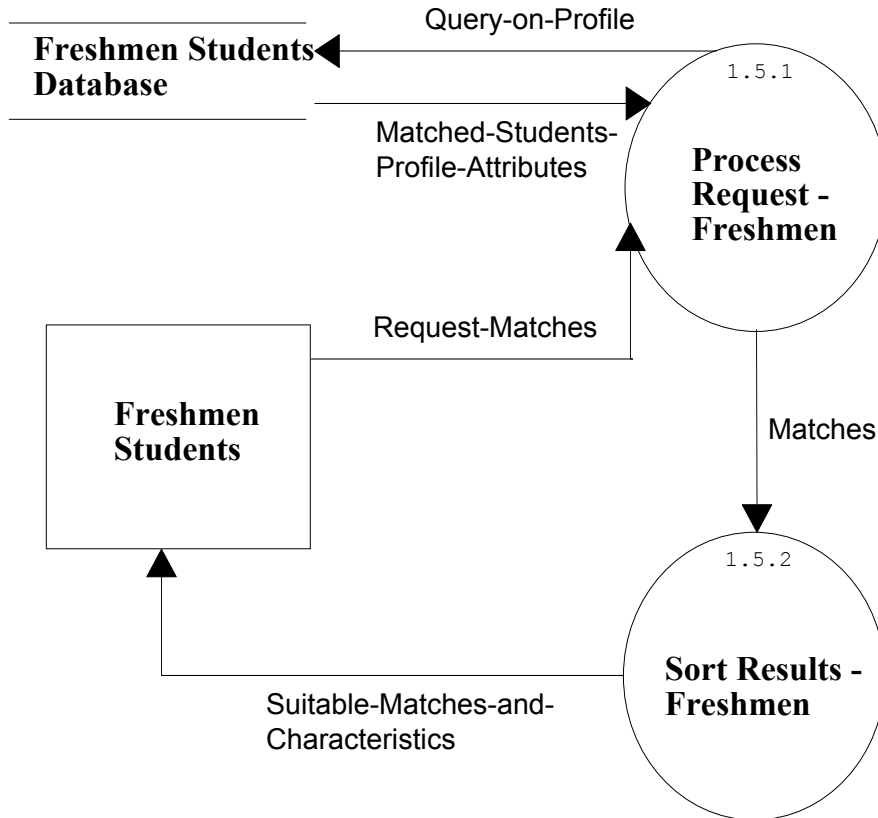 Query-on-Profile
Freshmen Students
Database
1.5.1
Matched-Students-
Profile-Attributes
Process
Request -
Freshmen
Request-Matches
Freshmen
Students
Matches
1.5.2
Sort Results -
Freshmen
Suitable-Matches-and-
Characteristics